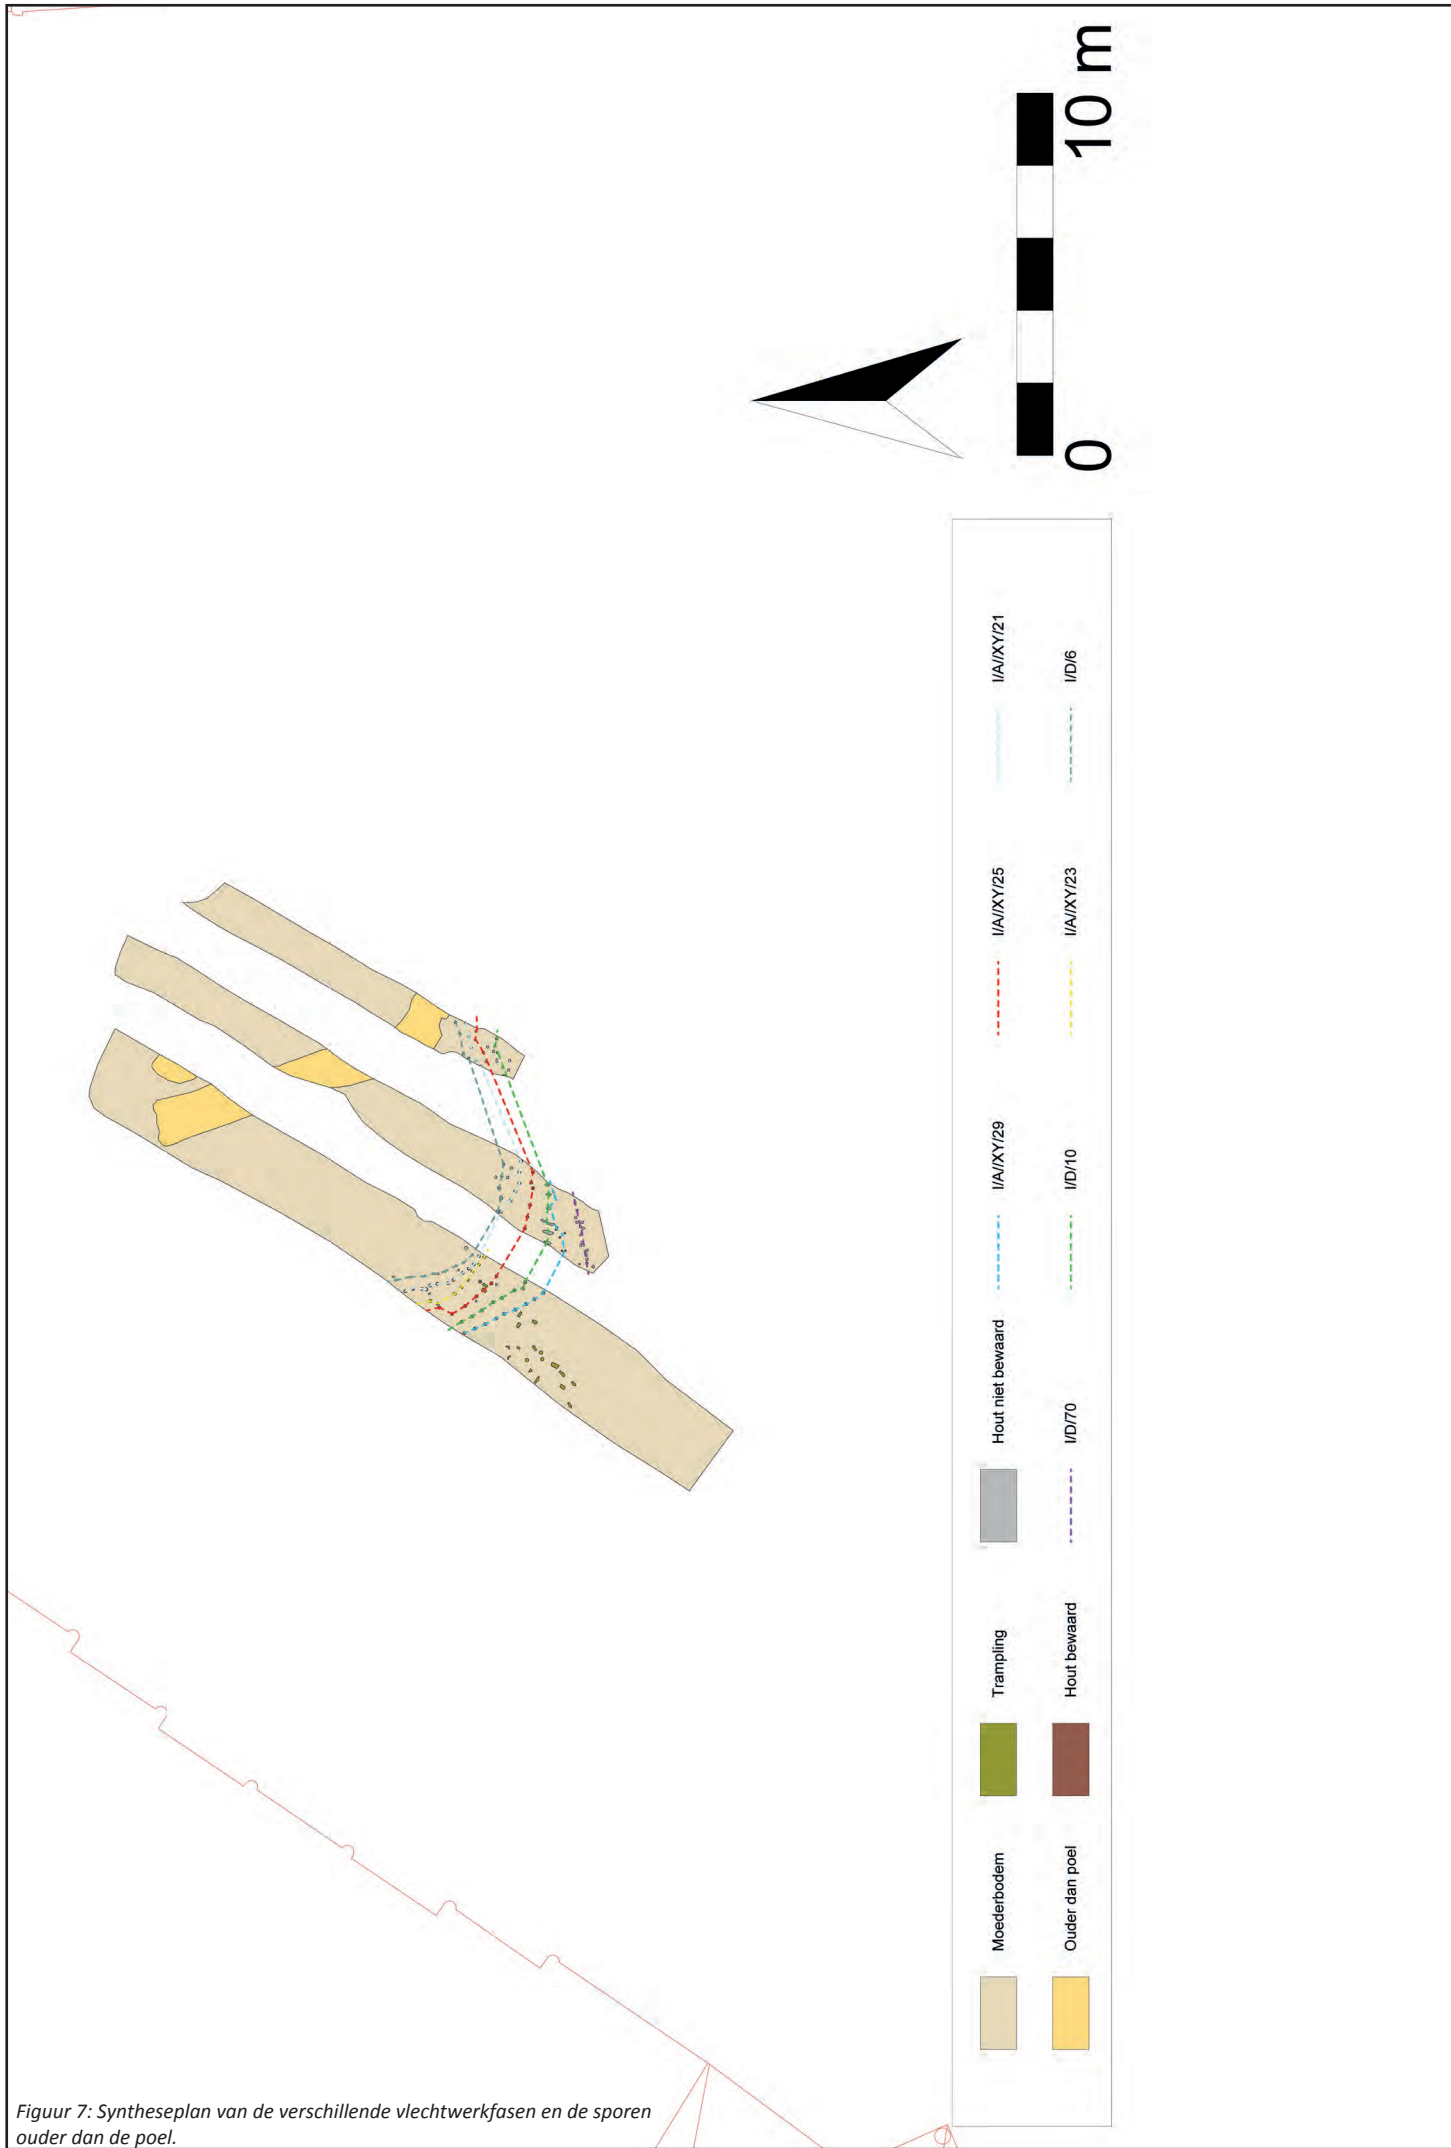 0
10 m
Moederbodem
Trampling
Hout niet bewaard
I/A//XY/29
I/A//XY/25
I/A//XY/21
Ouder dan poel
Hout bewaard
I/D/70
I/D/10
I/A//XY/23
I/D/6
Figuur 7: Syntheseplan van de verschillende vlechtwerkfasen en de sporen
ouder dan de poel.